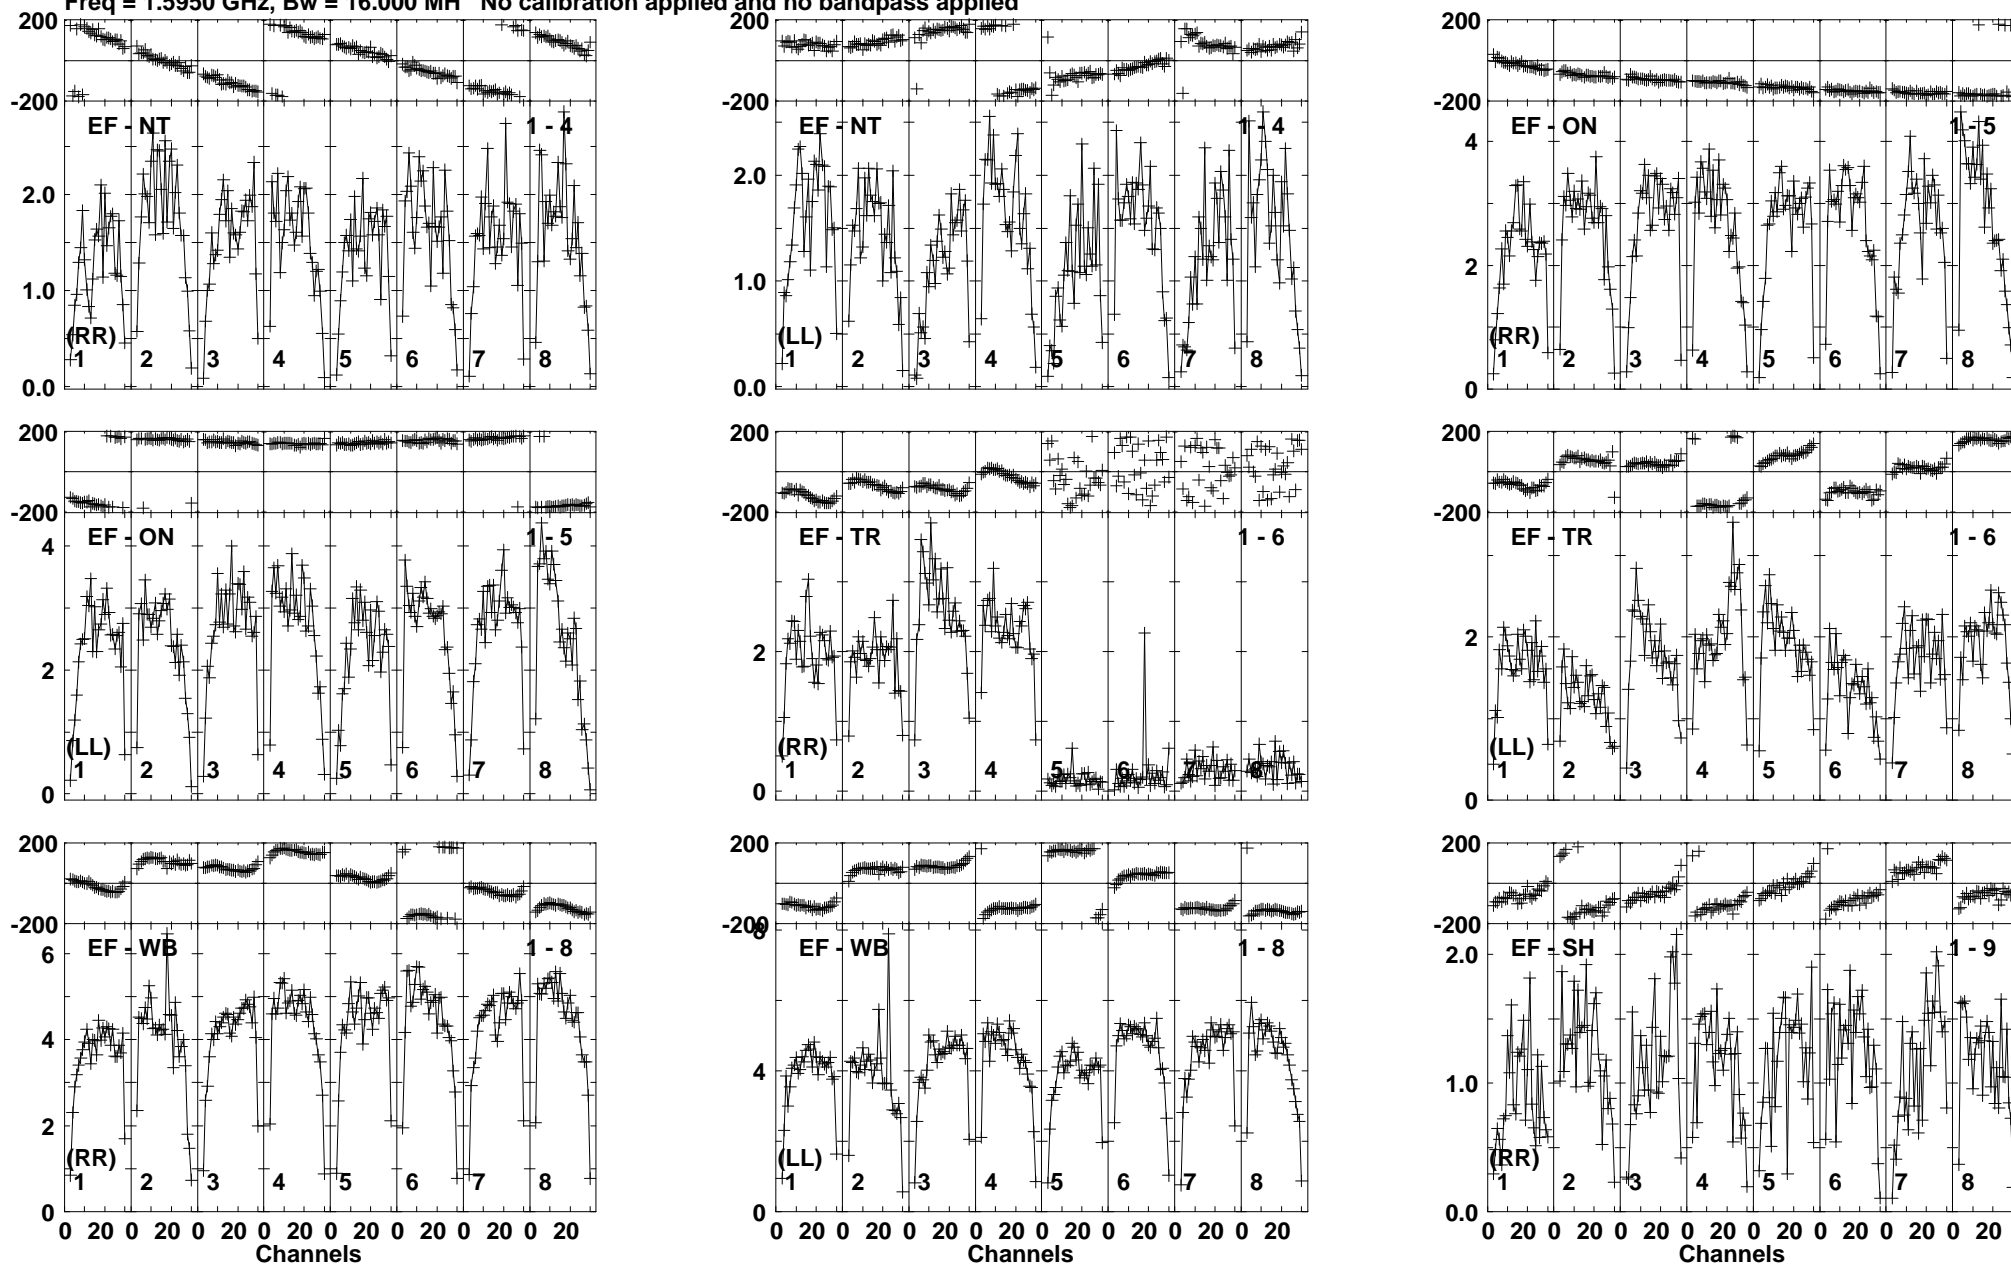 Freq = 1.5950 GHz, Bw = 16.000 MH No calibration applied and no bandpass applied
200 200 200
-200 -200 -200
EF - NT 1 - 4 EF - NT 1 - 4 EF - ON 1 - 5
2.0 2.0 4
1.0 1.0 2
(RR) (LL) (RR)
1 2 3 4 5 6 7 8 1 2 3 4 5 6 7 8 1 2 3 4 5 6 7 8
0.0 0.0 0
200 200 200
-200 -200 -200
EF - ON 1 - 5 EF - TR 1 - 6 EF - TR 1 - 6
4
2 2 2
(LL) (RR) (LL)
1 2 3 4 5 6 7 8 1 2 3 4 5 6 7 8 1 2 3 4 5 6 7 8
0 0 0
200 200 200
-200 -200 -200
8
EF - WB 1 - 8 EF - WB 1 - 8 EF - SH 1 - 9
6 2.0
4 4 1.0
2
(RR) (LL) (RR)
1 2 3 4 5 6 7 8 1 2 3 4 5 6 7 8 1 2 3 4 5 6 7 8
0 0 0.0
0 20 0 20 0 20 0 20 0 20 0 20 0 20 0 20 0 20 0 20 0 20 0 20 0 20 0 20 0 20 0 20 0 20 0 20 0 20 0 20 0 20 0 20 0 20 0 20
Channels Channels Channels